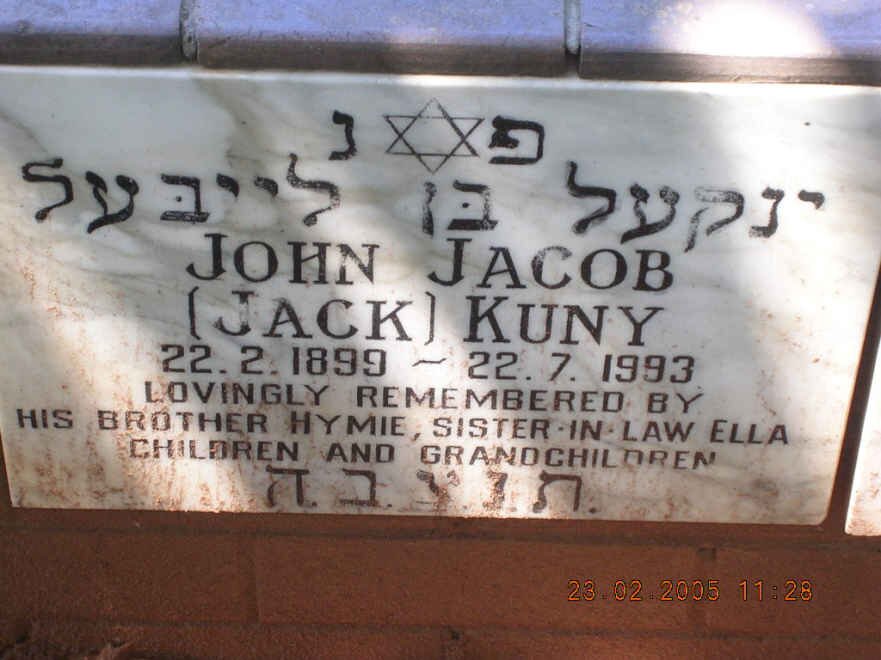 פ נ
ינקעל בן לייבעל
JOHN JACOB
(JACK) KUNY
22.2.1899 ~ 22.7.1993
LOVINGLY REMEMBERED BY
HIS BROTHER HYMIE, SISTER-IN-LAW ELLA
CHILDREN AND GRANDCHILDREN
ת.נ.צ.ב.ה.
23.02.2005 11:28